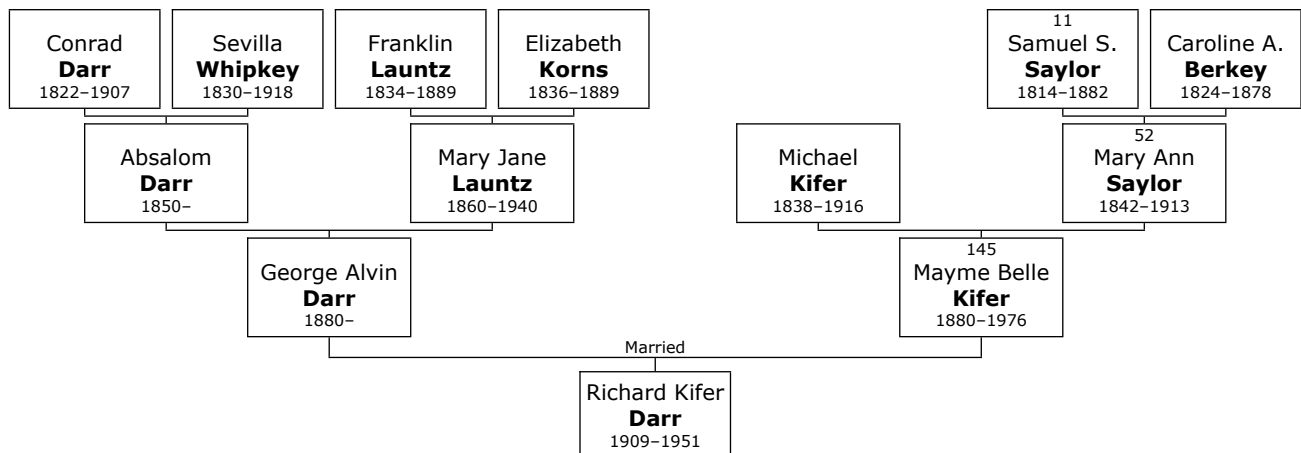 Conrad
Darr
1822–1907
Sevilla
Whipkey
1830–1918
Franklin
Launtz
1834–1889
Elizabeth
Korns
1836–1889
11
Samuel S.
Saylor
1814–1882
Caroline A.
Berkey
1824–1878
Absalom
Darr
1850–
Mary Jane
Launtz
1860–1940
Michael
Kifer
1838–1916
52
Mary Ann
Saylor
1842–1913
George Alvin
Darr
1880–
145
Mayme Belle
Kifer
1880–1976
Married
Richard Kifer
Darr
1909–1951